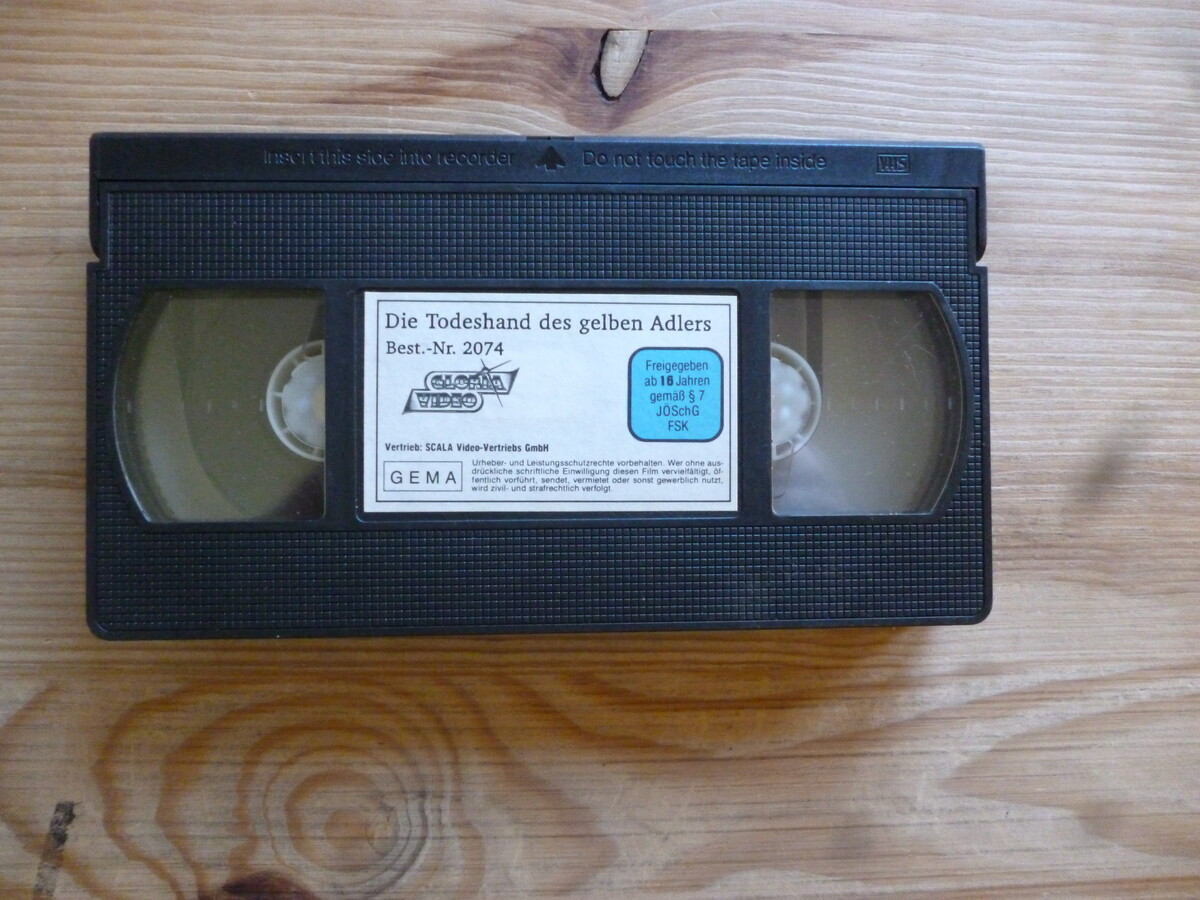 Insert this side into recorder Do not touch the tape inside VHS
Die Todeshand des gelben Adlers
Best.-Nr. 2074
GLORIA
VIDEO
Freigegeben
ab 16 Jahren
gemäß § 7
JÖSchG
FSK
Vertrieb: SCALA Video-Vertriebs GmbH
GEMA
Urheber- und Leistungsschutzrechte vorbehalten. Wer ohne aus-
drückliche schriftliche Einwilligung diesen Film vervielfältigt, öf-
fentlich vorführt, sendet, vermietet oder sonst gewerblich nutzt,
wird zivil- und strafrechtlich verfolgt.